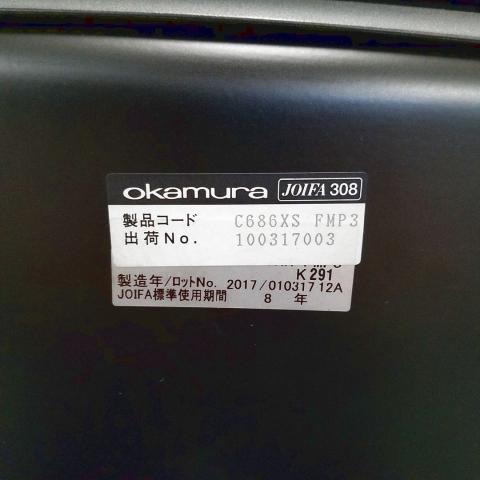 okamura JOIFA 308
製品コード C686XS FMP3
出荷No. 100317003
K291
製造年/ロットNo. 2017/01031712A
JOIFA標準使用期間 8 年